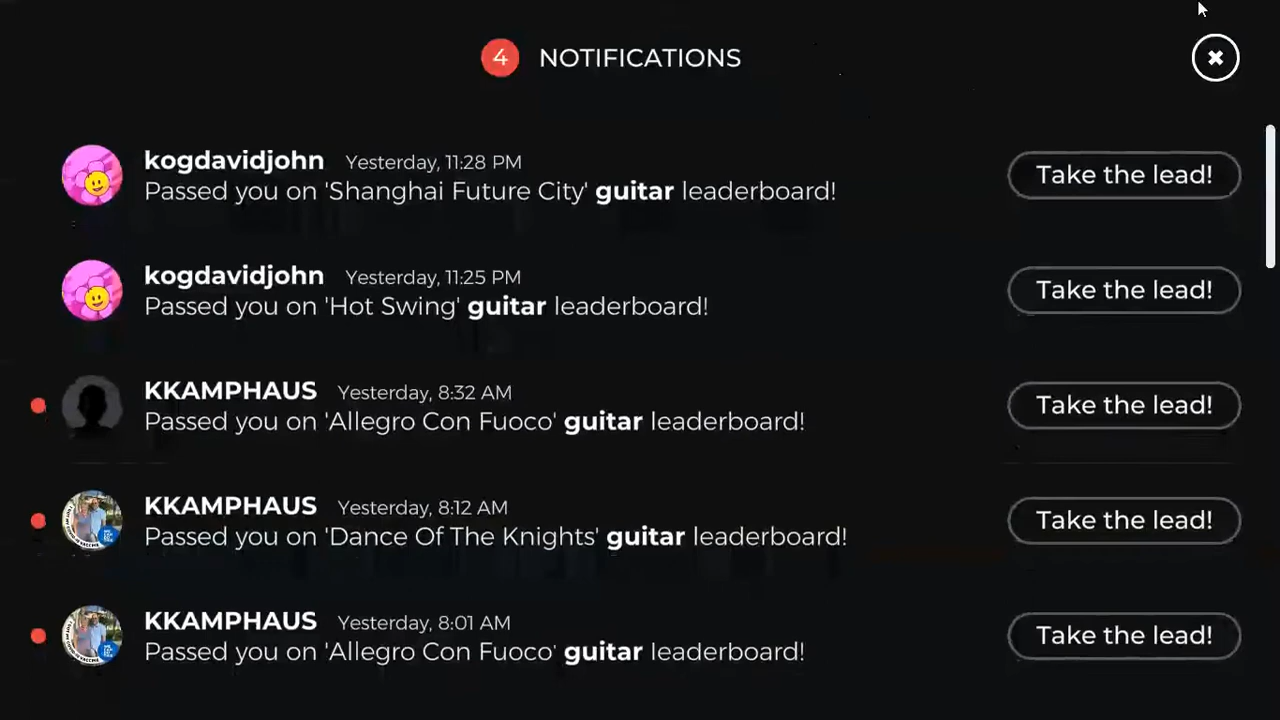 4 NOTIFICATIONS
kogdavidjohn Yesterday, 11:28 PM
Passed you on 'Shanghai Future City' guitar leaderboard!
Take the lead!
kogdavidjohn Yesterday, 11:25 PM
Passed you on 'Hot Swing' guitar leaderboard!
Take the lead!
KKAMPHAUS Yesterday, 8:32 AM
Passed you on 'Allegro Con Fuoco' guitar leaderboard!
Take the lead!
KKAMPHAUS Yesterday, 8:12 AM
Passed you on 'Dance Of The Knights' guitar leaderboard!
Take the lead!
KKAMPHAUS Yesterday, 8:01 AM
Passed you on 'Allegro Con Fuoco' guitar leaderboard!
Take the lead!